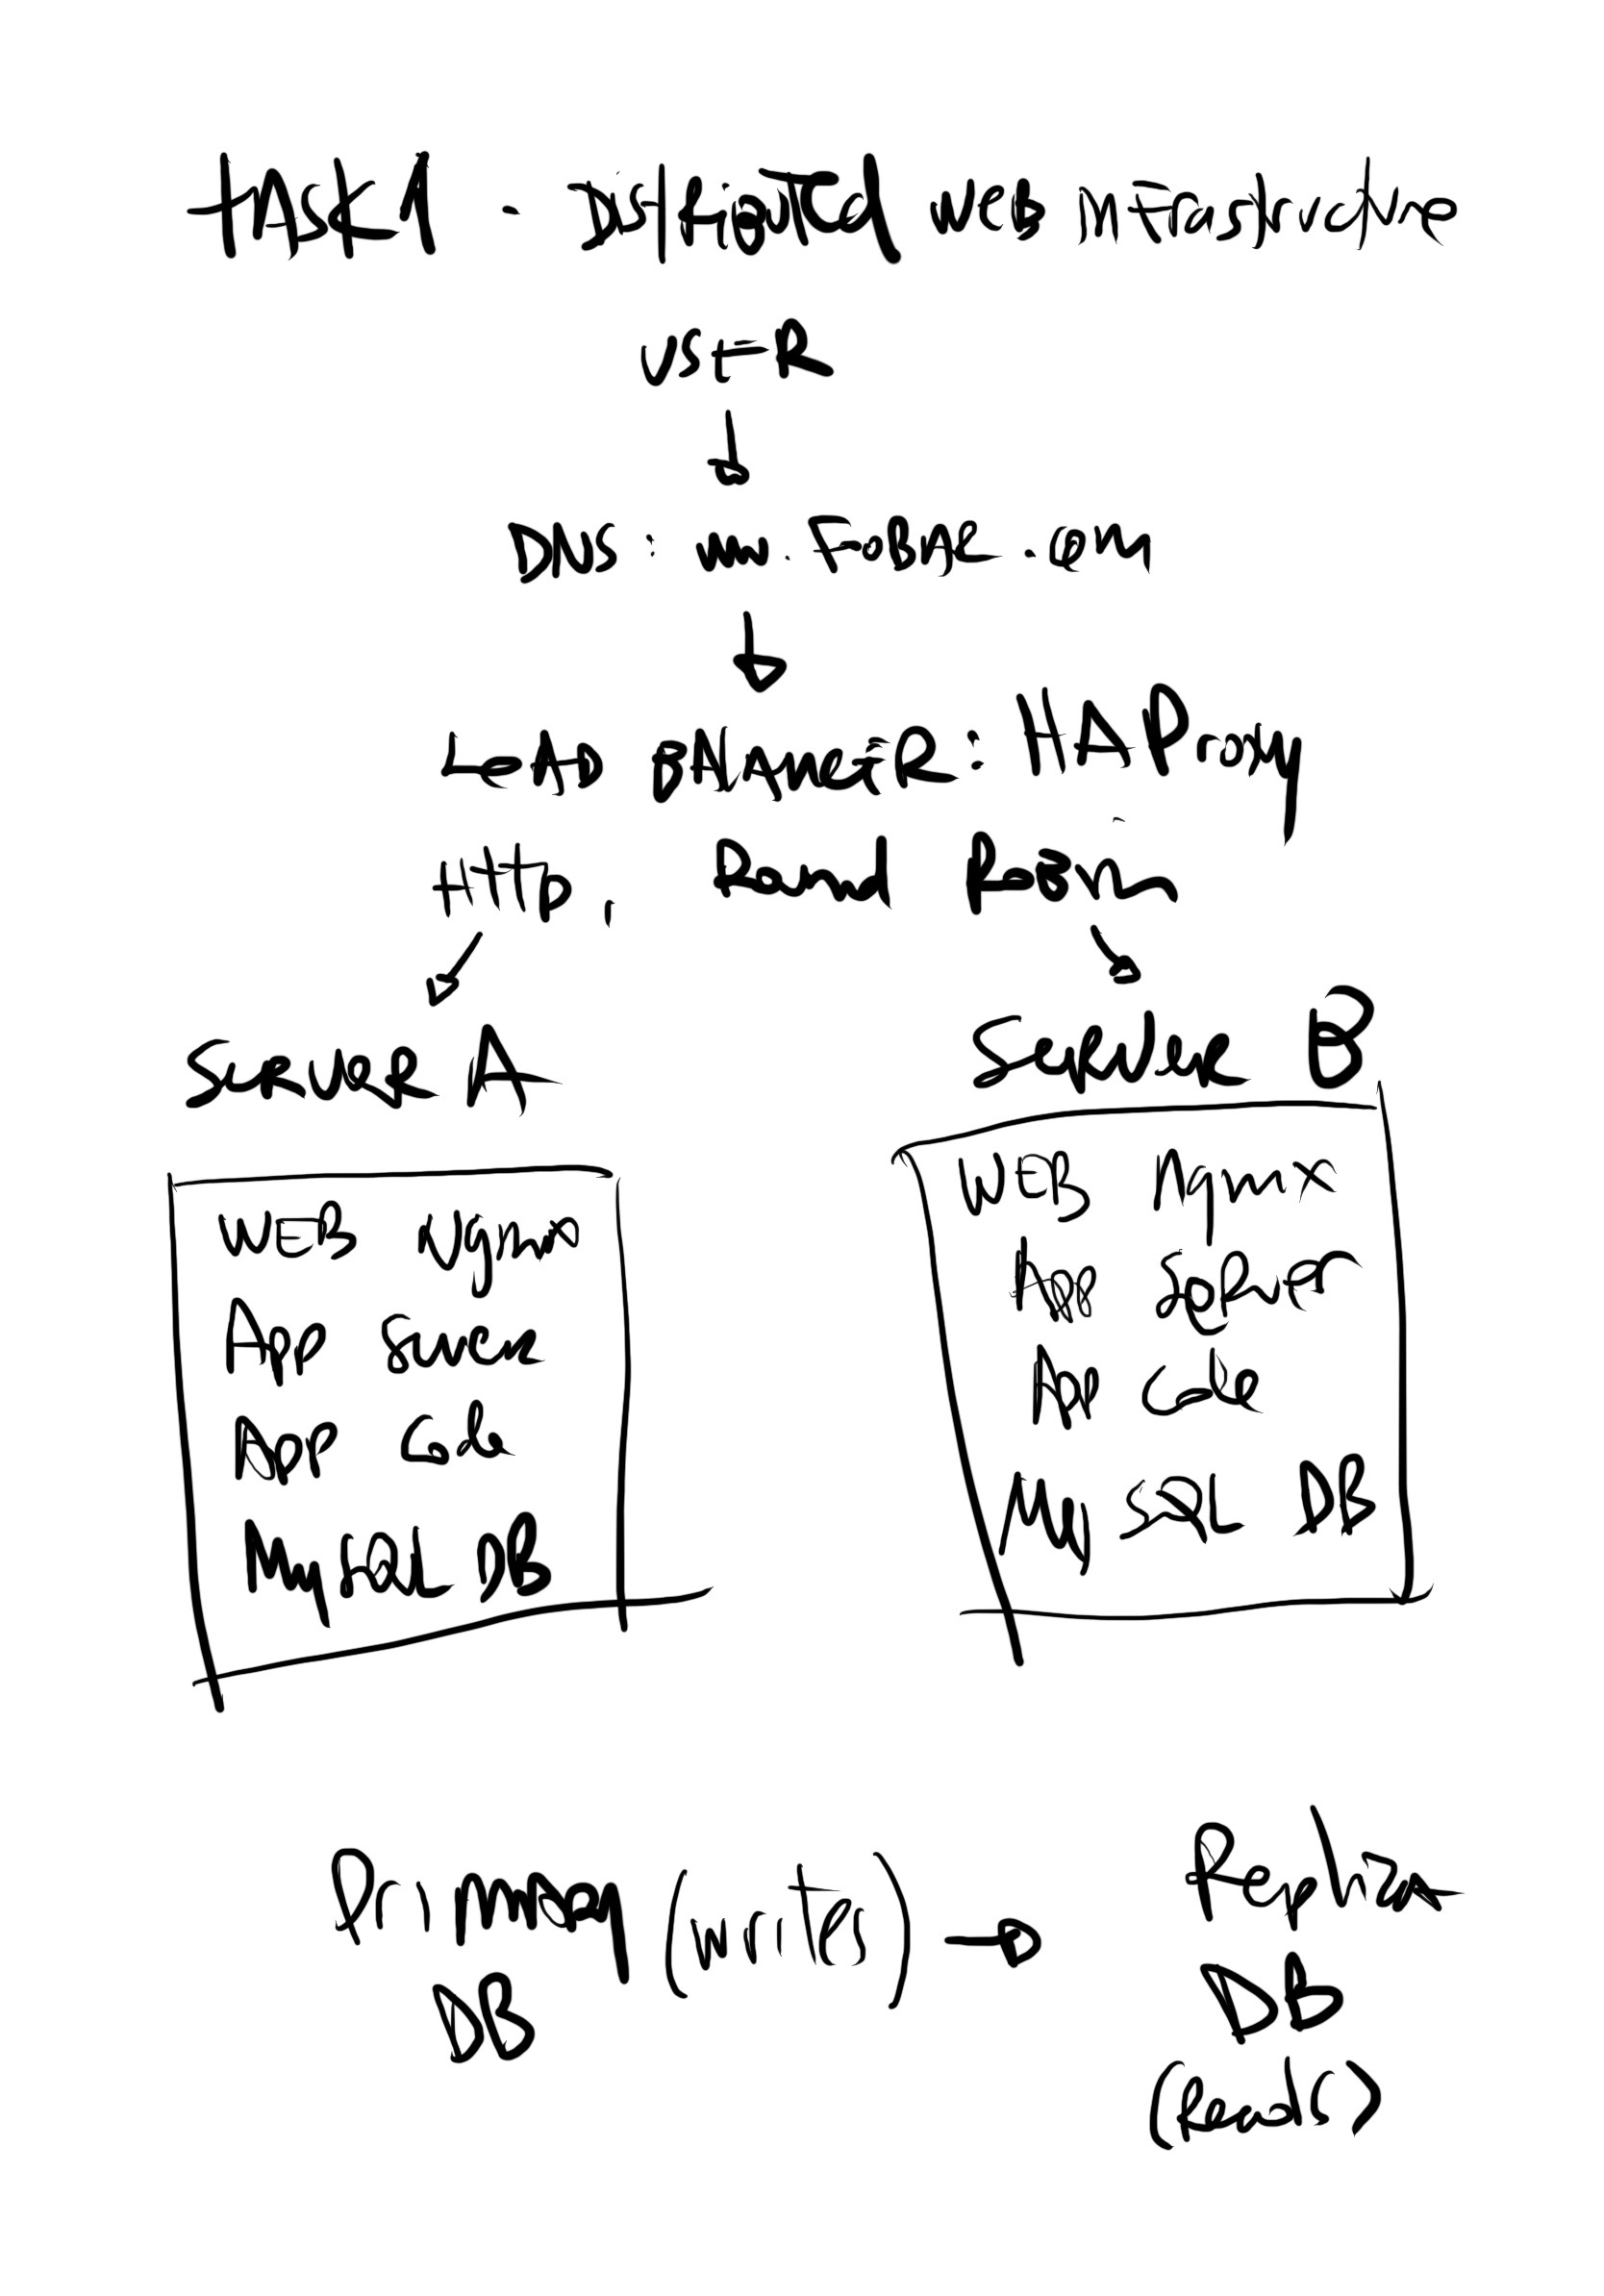 TASK 1 - Distributed web infrastructure
USER
DNS: www.Foobar.com
LOAD BALANCER: HAProxy
HTTP, Round Robin
Server A
Server B
WEB Nginx
App Server
App Code
MySQL DB
WEB Nginx
App Server
App Code
MySQL DB
Primary (writes) → Replica
DB
DB
(Reads)